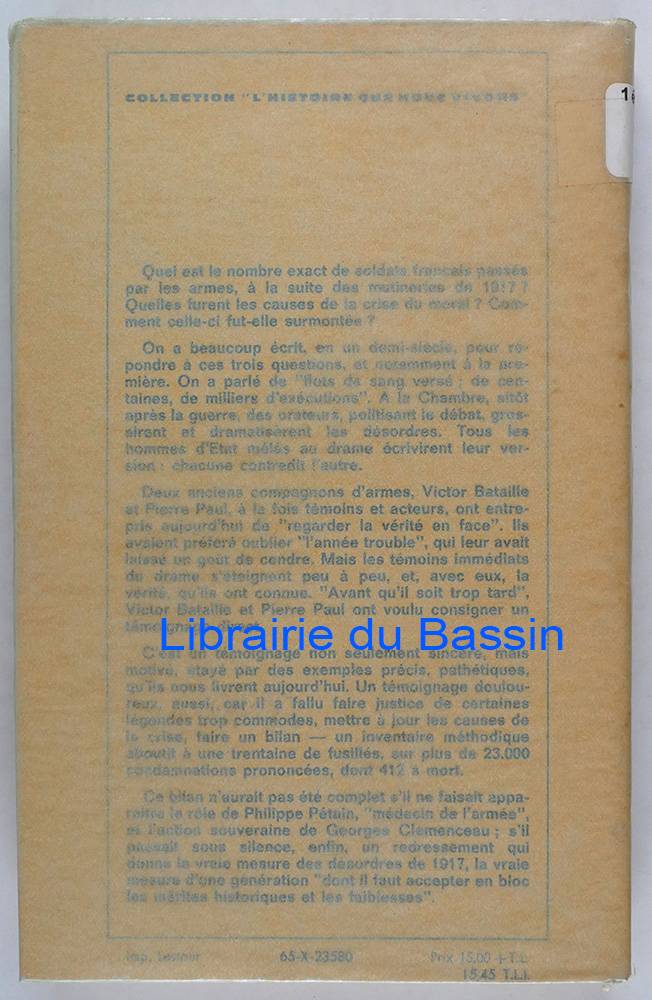 COLLECTION "L'HISTOIRE QUE NOUS VIVONS"
1
Quel est le nombre exact de soldats français passés
par les armes, à la suite des mutineries de 1917 ?
Quelles furent les causes de la crise du moral ? Com-
ment celle-ci fut-elle surmontée ?
On a beaucoup écrit, en un demi-siècle, pour ré-
pondre à ces trois questions, et notamment à la pre-
mière. On a parlé de "flots de sang versé ; de cen-
taines, de milliers d'exécutions". A la Chambre, sitôt
après la guerre, des orateurs, politisant le débat, gros-
sirent et dramatisèrent les désordres. Tous les
hommes d'Etat mêlés au drame écrivirent leur ver-
sion : chacune contredit l'autre.
Deux anciens compagnons d'armes, Victor Bataille
et Pierre Paul, à la fois témoins et acteurs, ont entre-
pris aujourd'hui de "regarder la vérité en face". Ils
avaient préféré oublier "l'année trouble", qui leur avait
laissé un goût de cendre. Mais les témoins immédiats
du drame s'éteignent peu à peu, et, avec eux, la
vérité qu'ils ont connue. "Avant qu'il soit trop tard",
Victor Bataille et Pierre Paul ont voulu consigner un
témoignage direct.
Librairie du Bassin
C'est un témoignage non seulement sincère, mais
motivé, étayé par des exemples précis, pathétiques,
qu'ils nous livrent aujourd'hui. Un témoignage doulou-
reux, aussi, car il a fallu faire justice de certaines
légendes trop commodes, mettre à jour les causes de
la crise, faire un bilan — un inventaire méthodique
aboutit à une trentaine de fusillés, sur plus de 23.000
condamnations prononcées, dont 412 à mort.
Ce bilan n'aurait pas été complet s'il ne faisait appa-
raître le rôle de Philippe Pétain, "médecin de l'armée",
et l'action souveraine de Georges Clemenceau ; s'il
passait sous silence, enfin, un redressement qui
donne la vraie mesure des désordres de 1917, la vraie
mesure d'une génération "dont il faut accepter en bloc
les mérites historiques et les faiblesses".
Imp. 65-X-23580 Prix 15,00 + T.L.
15,45 T.L.I.